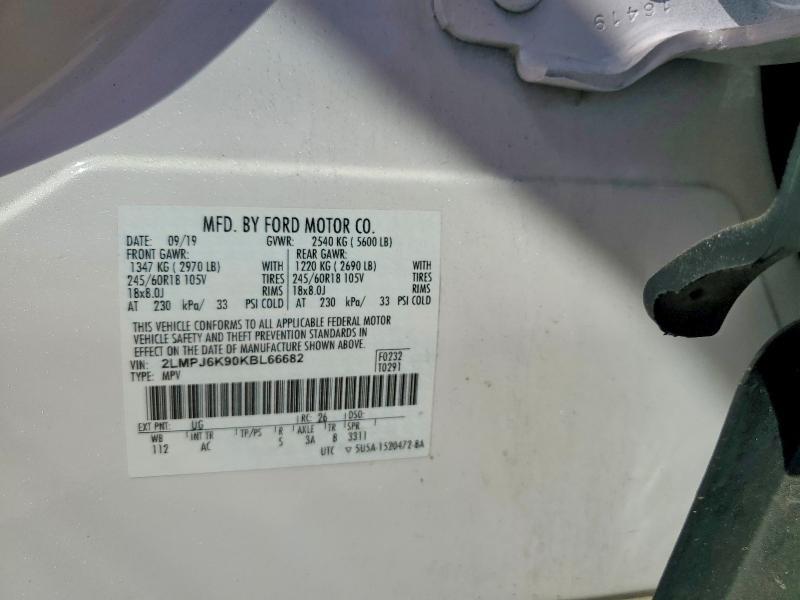 16419
MFD. BY FORD MOTOR CO.
DATE: 09/19 GVWR: 2540 KG ( 5600 LB)
FRONT GAWR: REAR GAWR:
1347 KG ( 2970 LB) WITH 1220 KG ( 2690 LB) WITH
245/60R18 105V TIRES 245/60R18 105V TIRES
18x8.0J RIMS 18x8.0J RIMS
AT 230 kPa/ 33 PSI COLD AT 230 kPa/ 33 PSI COLD
THIS VEHICLE CONFORMS TO ALL APPLICABLE FEDERAL MOTOR
VEHICLE SAFETY AND THEFT PREVENTION STANDARDS IN
EFFECT ON THE DATE OF MANUFACTURE SHOWN ABOVE.
VIN: 2LMPJ6K90KBL66682 F0232
TYPE: MPV T0291
EXT PNT: UG RC: 26 DSO:
WB INT TR TP/PS R AXLE TR SPR
112 AC 5 3A 8 3311
UTC ▽ 5U5A-1520472-BA